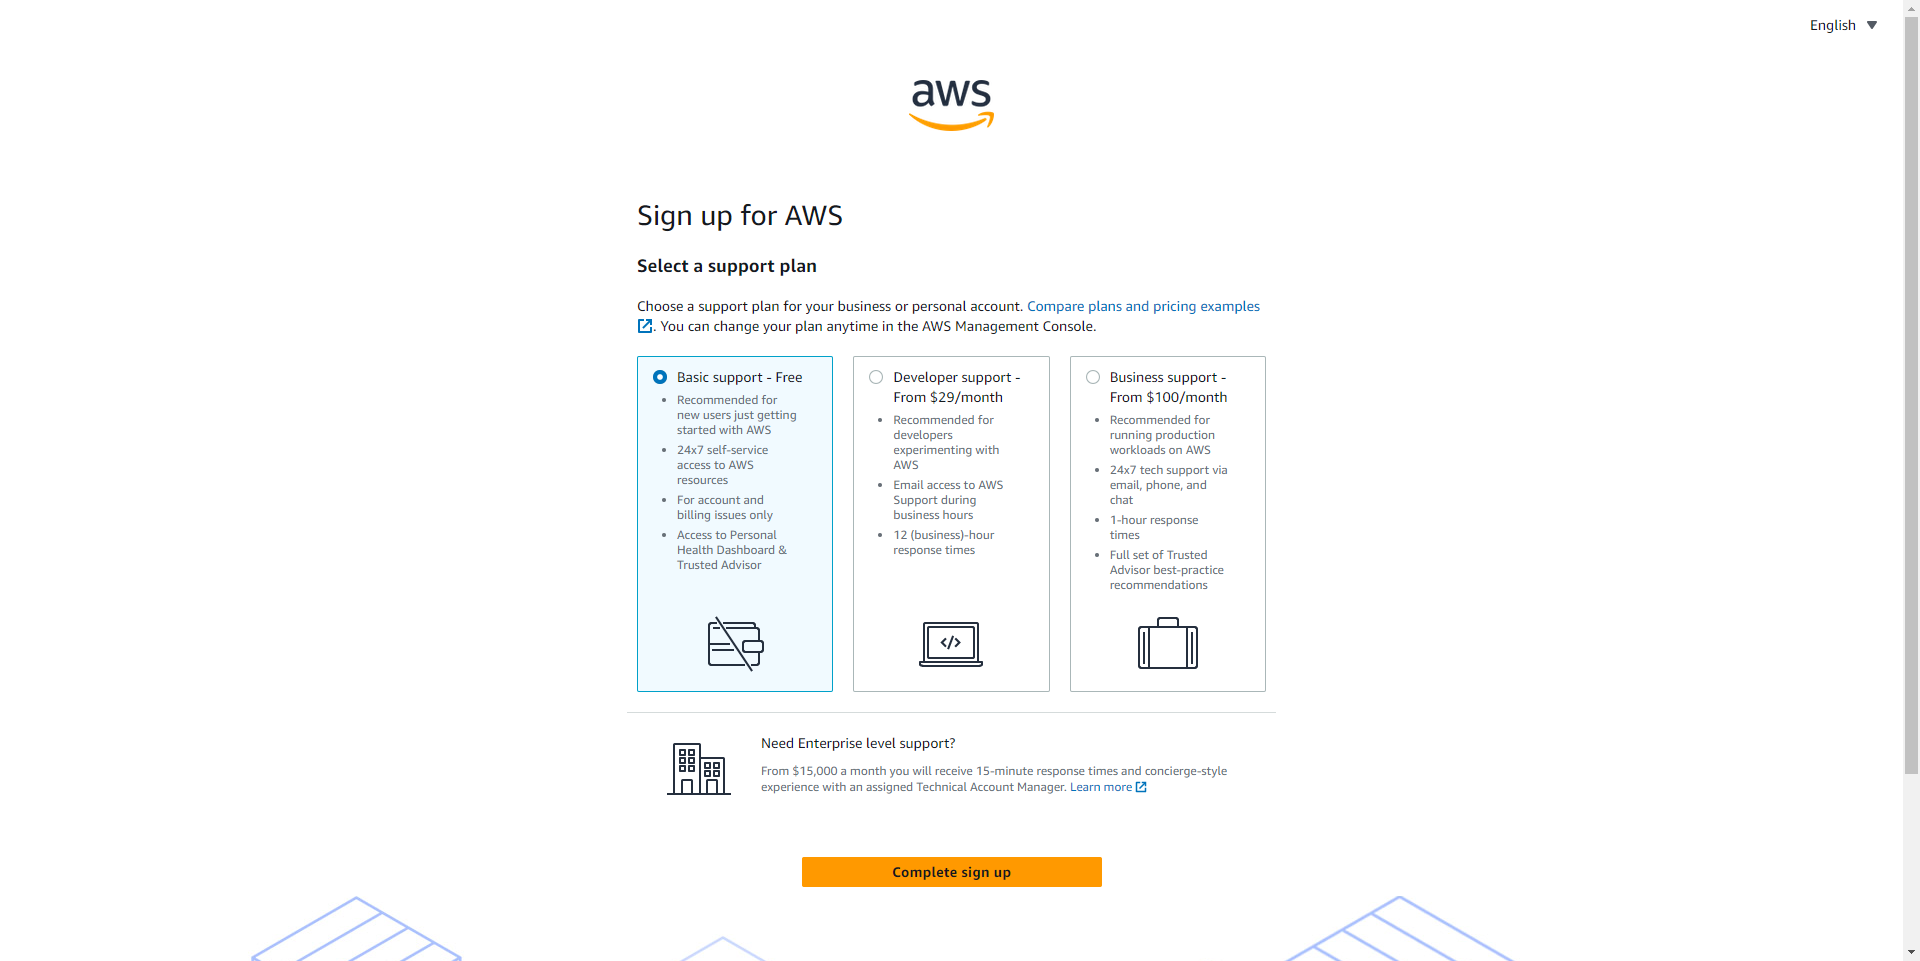 English
aws
Sign up for AWS
Select a support plan
Choose a support plan for your business or personal account. Compare plans and pricing examples
. You can change your plan anytime in the AWS Management Console.
Basic support - Free
Recommended for
new users just getting
started with AWS
24x7 self-service
access to AWS
resources
For account and
billing issues only
Access to Personal
Health Dashboard &
Trusted Advisor
Developer support -
From $29/month
Recommended for
developers
experimenting with
AWS
Email access to AWS
Support during
business hours
12 (business)-hour
response times
</>
Business support -
From $100/month
Recommended for
running production
workloads on AWS
24x7 tech support via
email, phone, and
chat
1-hour response
times
Full set of Trusted
Advisor best-practice
recommendations
Need Enterprise level support?
From $15,000 a month you will receive 15-minute response times and concierge-style
experience with an assigned Technical Account Manager. Learn more
Complete sign up